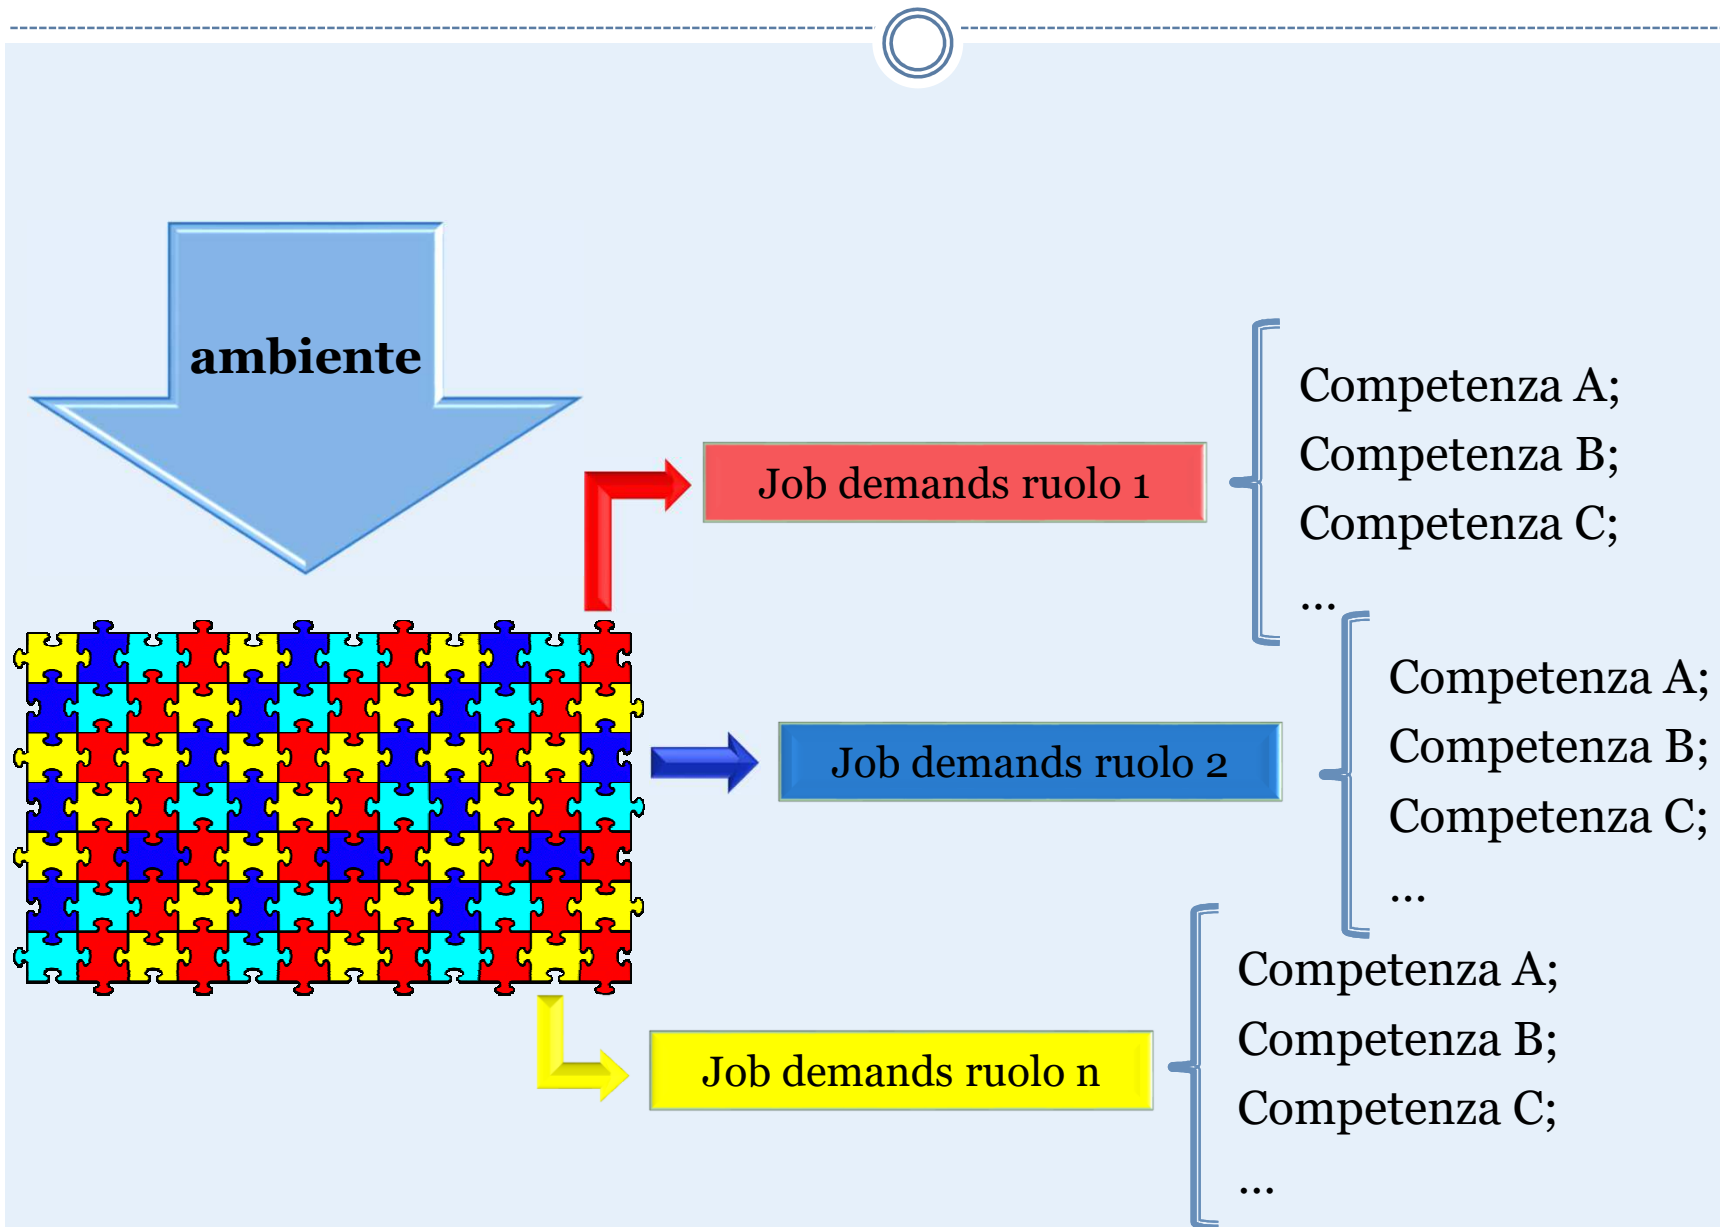 ambiente
Job demands ruolo 1
Competenza A;
Competenza B;
Competenza C;
...
Job demands ruolo 2
Competenza A;
Competenza B;
Competenza C;
...
Job demands ruolo n
Competenza A;
Competenza B;
Competenza C;
...